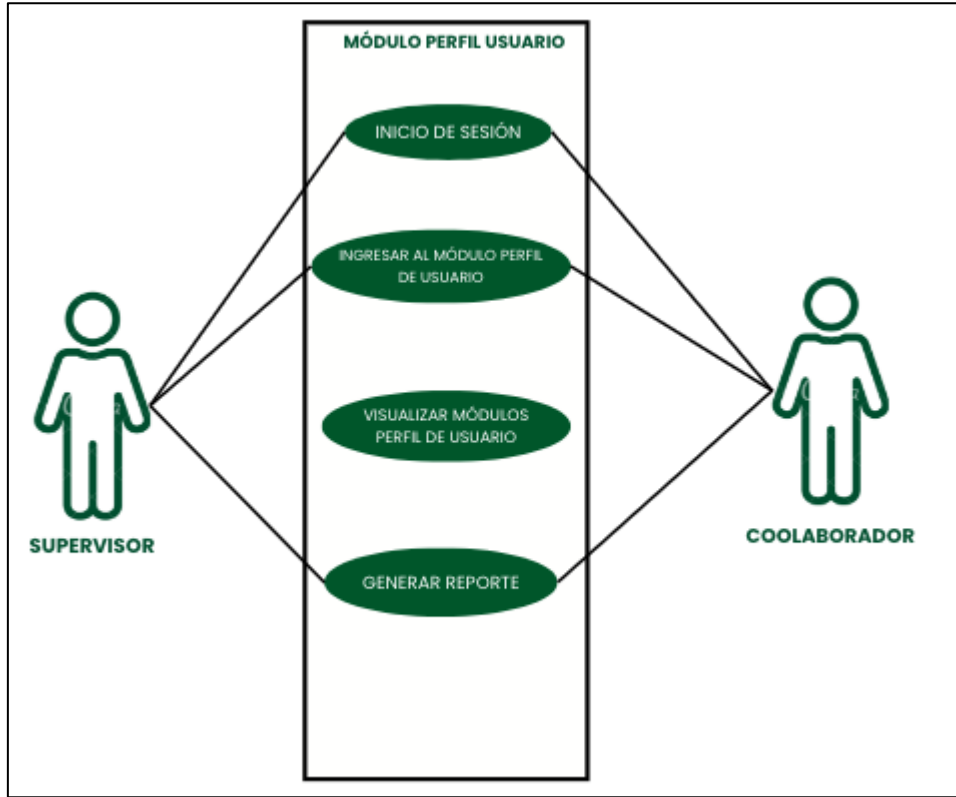 MÓDULO PERFIL USUARIO
INICIO DE SESIÓN
INGRESAR AL MÓDULO PERFIL
DE USUARIO
VISUALIZAR MÓDULOS
PERFIL DE USUARIO
GENERAR REPORTE
SUPERVISOR
COOLABORADOR